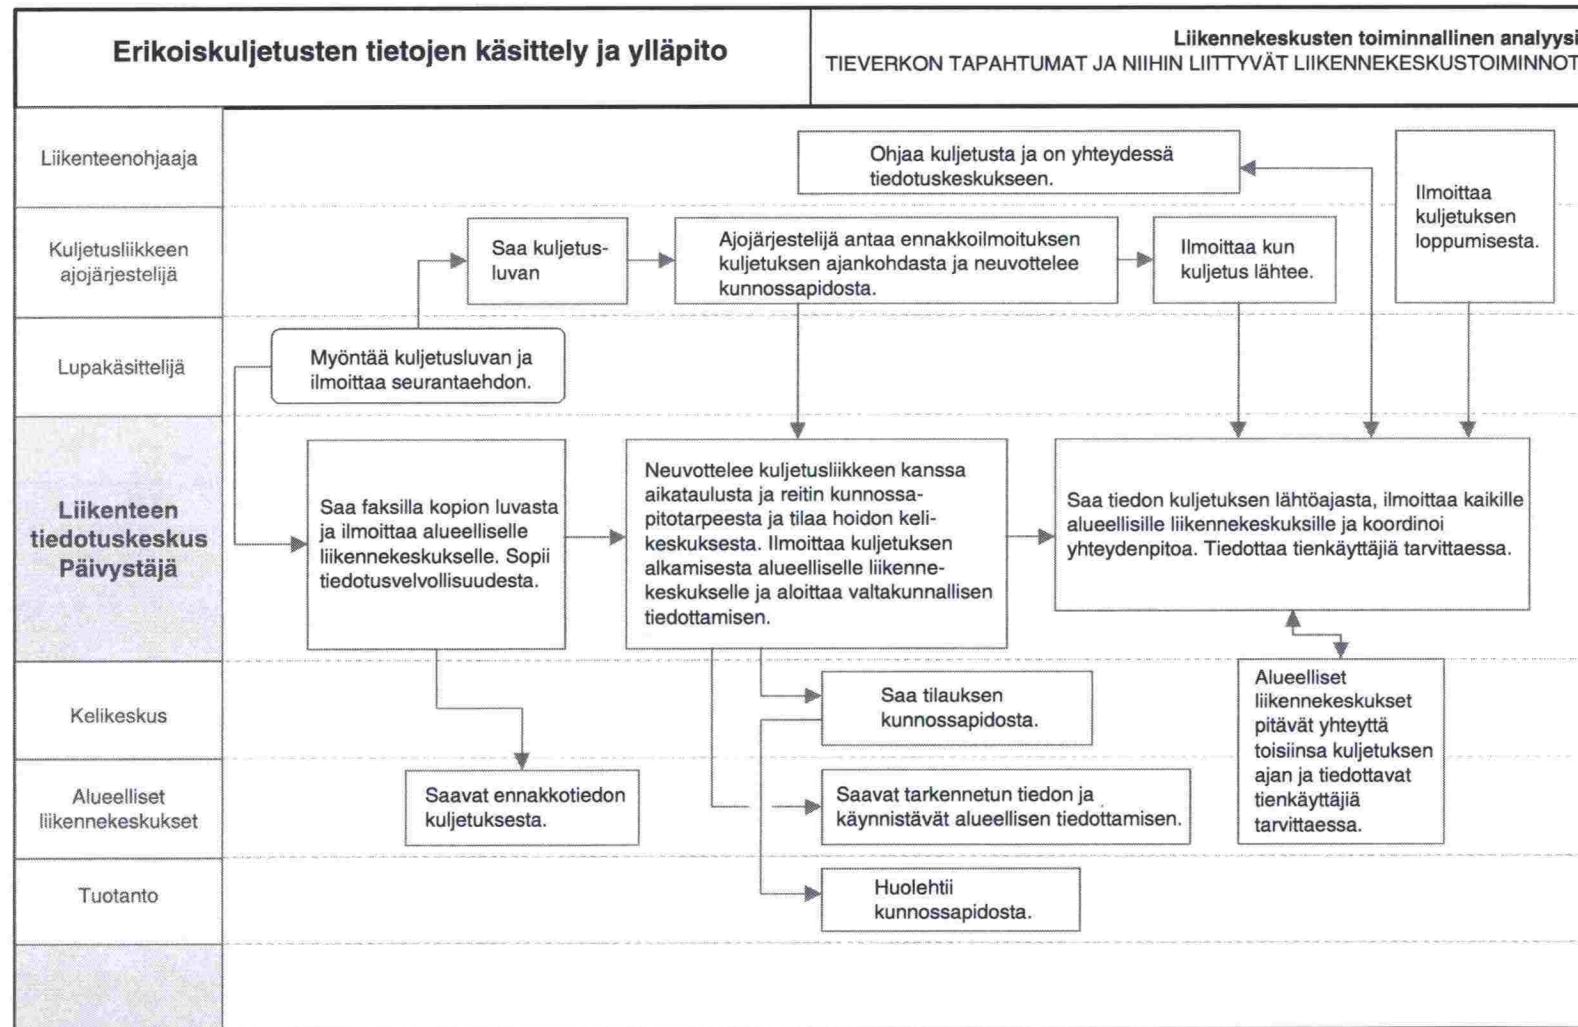 Erikoiskuljetusten tietojen käsittely ja ylläpito
Liikennekeskusten toiminnallinen analyysi
TIEVERKON TAPAHTUMAT JA NIIHIN LIITTYVÄT LIIKENNEKESKUSTOIMINNOT
Liikenteenohjaaja
Ohjaa kuljetusta ja on yhteydessä
tiedotuskeskukseen.
Ilmoittaa
kuljetuksen
loppumisesta.
Kuljetusliikkeen
ajojärjestelijä
Saa kuljetus-
luvan
Ajojärjestelijä antaa ennakkoilmoituksen
kuljetuksen ajankohdasta ja neuvottelee
kunnossapidosta.
Ilmoittaa kun
kuljetus lähtee.
Lupakäsittelijä
Myöntää kuljetusluvan ja
ilmoittaa seurantaehdon.
Liikenteen
tiedotuskeskus
Päivystäjä
Saa faksilla kopion luvasta
ja ilmoittaa alueelliselle
liikennekeskukselle. Sopii
tiedotusvelvollisuudesta.
Neuvottelee kuljetusliikkeen kanssa
aikataulusta ja reitin kunnossa-
pitotarpeesta ja tilaa hoidon keli-
keskuksesta. Ilmoittaa kuljetuksen
alkamisesta alueelliselle liikenne-
keskukselle ja aloittaa valtakunnallisen
tiedottamisen.
Saa tiedon kuljetuksen lähtöajasta, ilmoittaa kaikille
alueellisille liikennekeskuksille ja koordinoi
yhteydenpitoa. Tiedottaa tienkäyttäjiä tarvittaessa.
Kelikeskus
Saa tilauksen
kunnossapidosta.
Alueelliset
liikennekeskukset
pitävät yhteyttä
toisiinsa kuljetuksen
ajan ja tiedottavat
tienkäyttäjiä
tarvittaessa.
Alueelliset
liikennekeskukset
Saavat ennakkotiedon
kuljetuksesta.
Saavat tarkennetun tiedon ja
käynnistävät alueellisen tiedottamisen.
Tuotanto
Huolehtii
kunnossapidosta.